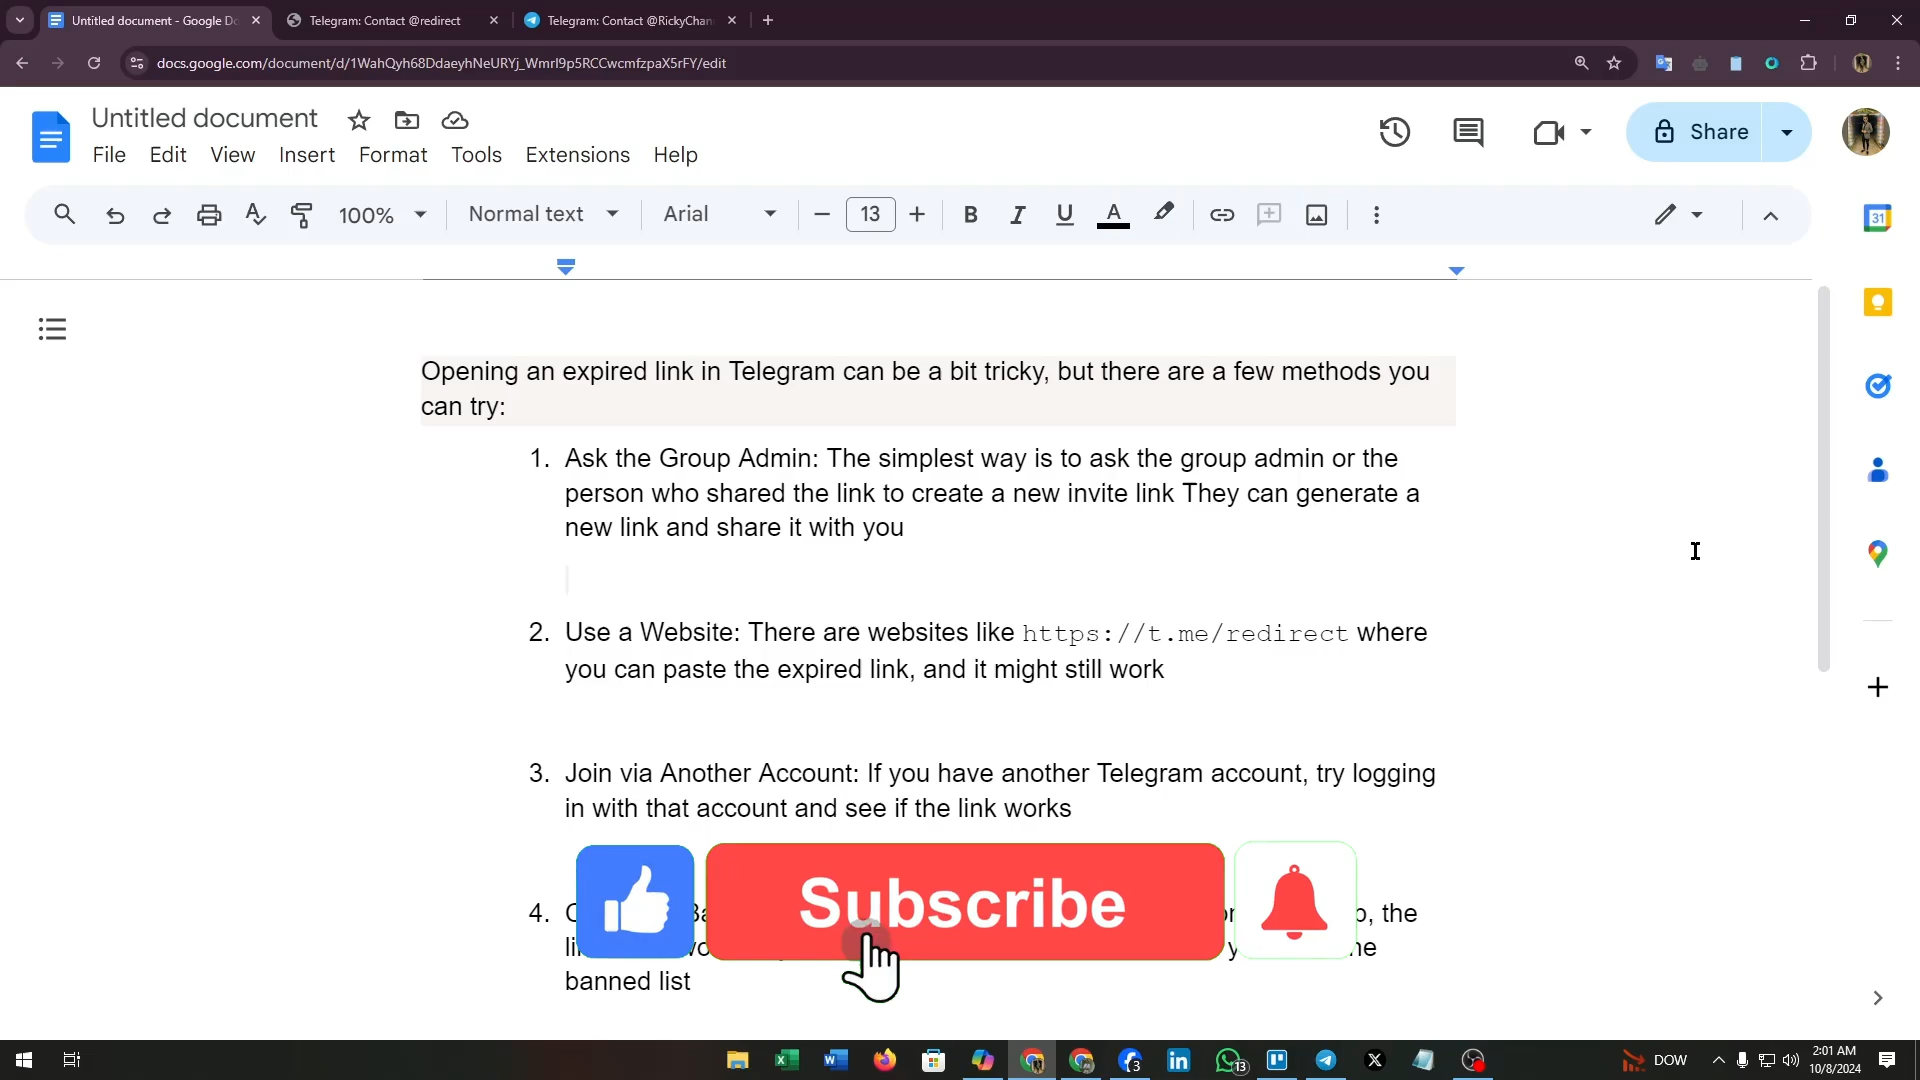 Untitled document - Google Do
Telegram: Contact @redirect
Telegram: Contact @RickyChan
docs.google.com/document/d/1WahQyh68DdaeyhNeURYj_WmrI9p5RCCwcmfzpaX5rFY/edit
Untitled document
File Edit View Insert Format Tools Extensions Help
Share
100% Normal text Arial 13 B I U A
31
Opening an expired link in Telegram can be a bit tricky, but there are a few methods you
can try:
1. Ask the Group Admin: The simplest way is to ask the group admin or the
person who shared the link to create a new invite link They can generate a
new link and share it with you
2. Use a Website: There are websites like https://t.me/redirect where
you can paste the expired link, and it might still work
3. Join via Another Account: If you have another Telegram account, try logging
in with that account and see if the link works
4. the
Subscribe
banned list
DOW
3
13
2:01 AM
10/8/2024